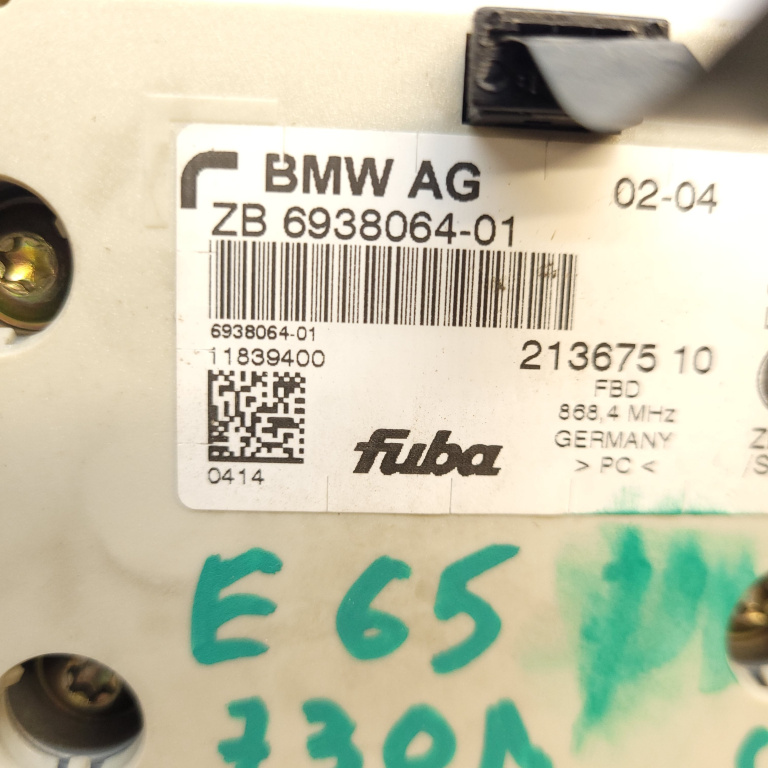 BMW AG
02-04
ZB 6938064-01
6938064-01
11839400
213675 10
FBD
868,4 MHz
GERMANY
> PC <
fuba
0414
E 65